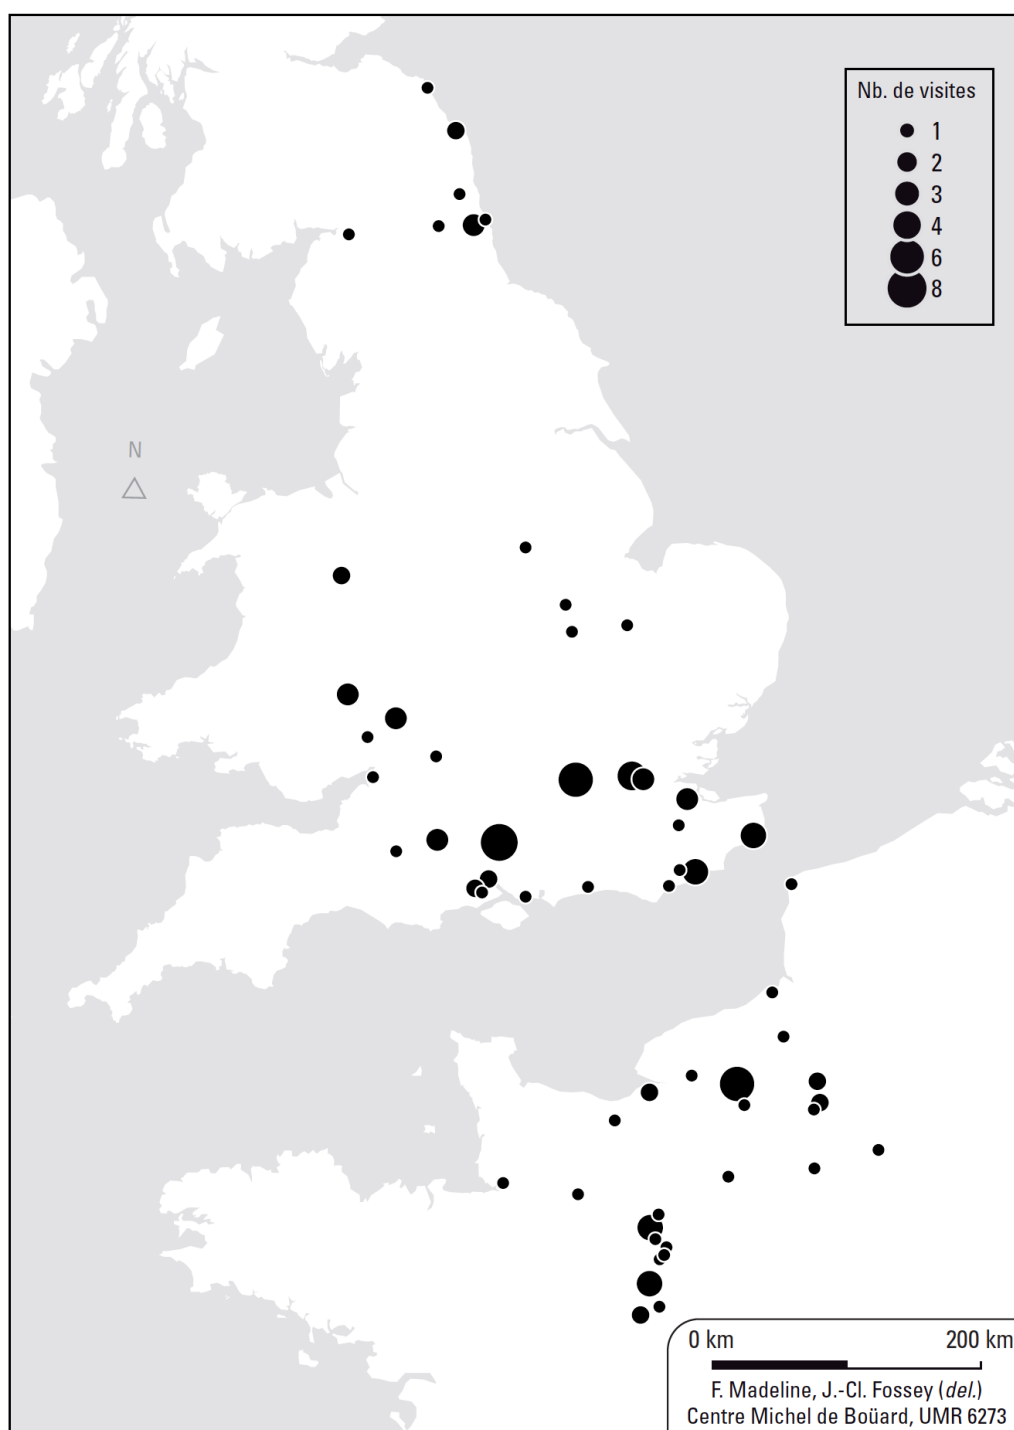 Nb. de visites
1
2
3
4
6
8
N
0 km 200 km
F. Madeline, J.-Cl. Fossey (del.)
Centre Michel de Boüard, UMR 6273